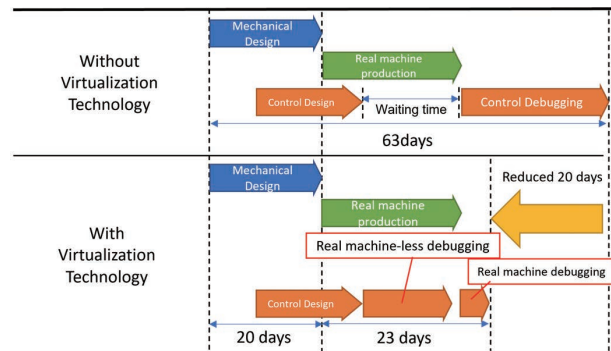 Without
Virtualization
Technology
Mechanical
Design
Real machine
production
Control Design
Waiting time
Control Debugging
63days
With
Virtualization
Technology
Mechanical
Design
Reduced 20 days
Real machine
production
Real machine-less debugging
Real machine debugging
Control Design
20 days
23 days